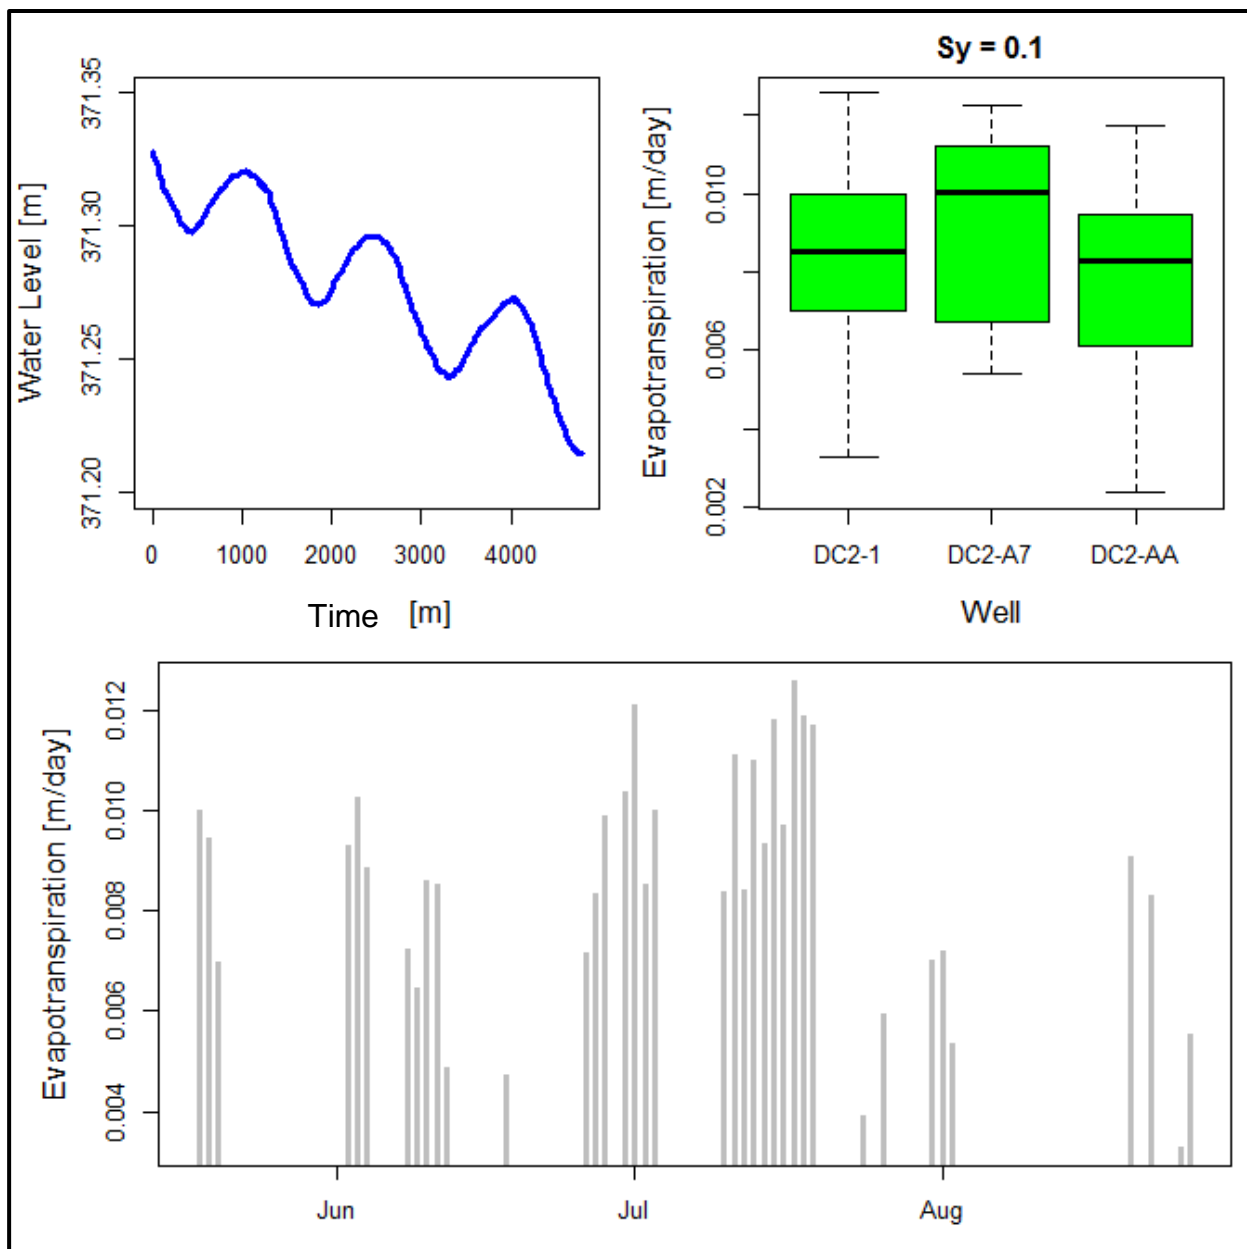 Water Level [m]
371.35
371.30
371.25
371.20
0 1000 2000 3000 4000
Time [m]
Sy = 0.1
Evapotranspiration [m/day]
0.010
0.006
0.002
DC2-1 DC2-A7 DC2-AA
Well
Evapotranspiration [m/day]
0.012
0.010
0.008
0.006
0.004
Jun Jul Aug